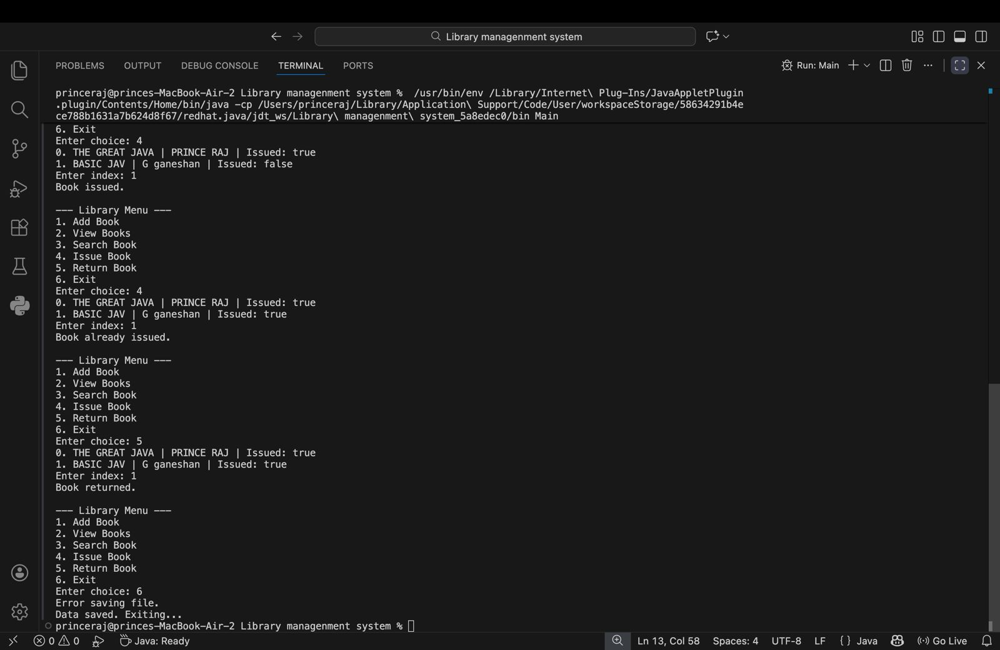 Library managenment system
PROBLEMS OUTPUT DEBUG CONSOLE TERMINAL PORTS
Run: Main
princeraj@princes-MacBook-Air-2 Library managenment system %  /usr/bin/env /Library/Internet\ Plug-Ins/JavaAppletPlugin
.plugin/Contents/Home/bin/java -cp /Users/princeraj/Library/Application\ Support/Code/User/workspaceStorage/58634291b4e
ce788b1631a7b624d8f67/redhat.java/jdt_ws/Library\ managenment\ system_5a8edec0/bin Main
6. Exit
Enter choice: 4
0. THE GREAT JAVA | PRINCE RAJ | Issued: true
1. BASIC JAV | G ganeshan | Issued: false
Enter index: 1
Book issued.
--- Library Menu ---
1. Add Book
2. View Books
3. Search Book
4. Issue Book
5. Return Book
6. Exit
Enter choice: 4
0. THE GREAT JAVA | PRINCE RAJ | Issued: true
1. BASIC JAV | G ganeshan | Issued: true
Enter index: 1
Book already issued.
--- Library Menu ---
1. Add Book
2. View Books
3. Search Book
4. Issue Book
5. Return Book
6. Exit
Enter choice: 5
0. THE GREAT JAVA | PRINCE RAJ | Issued: true
1. BASIC JAV | G ganeshan | Issued: true
Enter index: 1
Book returned.
--- Library Menu ---
1. Add Book
2. View Books
3. Search Book
4. Issue Book
5. Return Book
6. Exit
Enter choice: 6
Error saving file.
Data saved. Exiting...
princeraj@princes-MacBook-Air-2 Library managenment system %
0 0 Java: Ready Ln 13, Col 58 Spaces: 4 UTF-8 LF {} Java Go Live